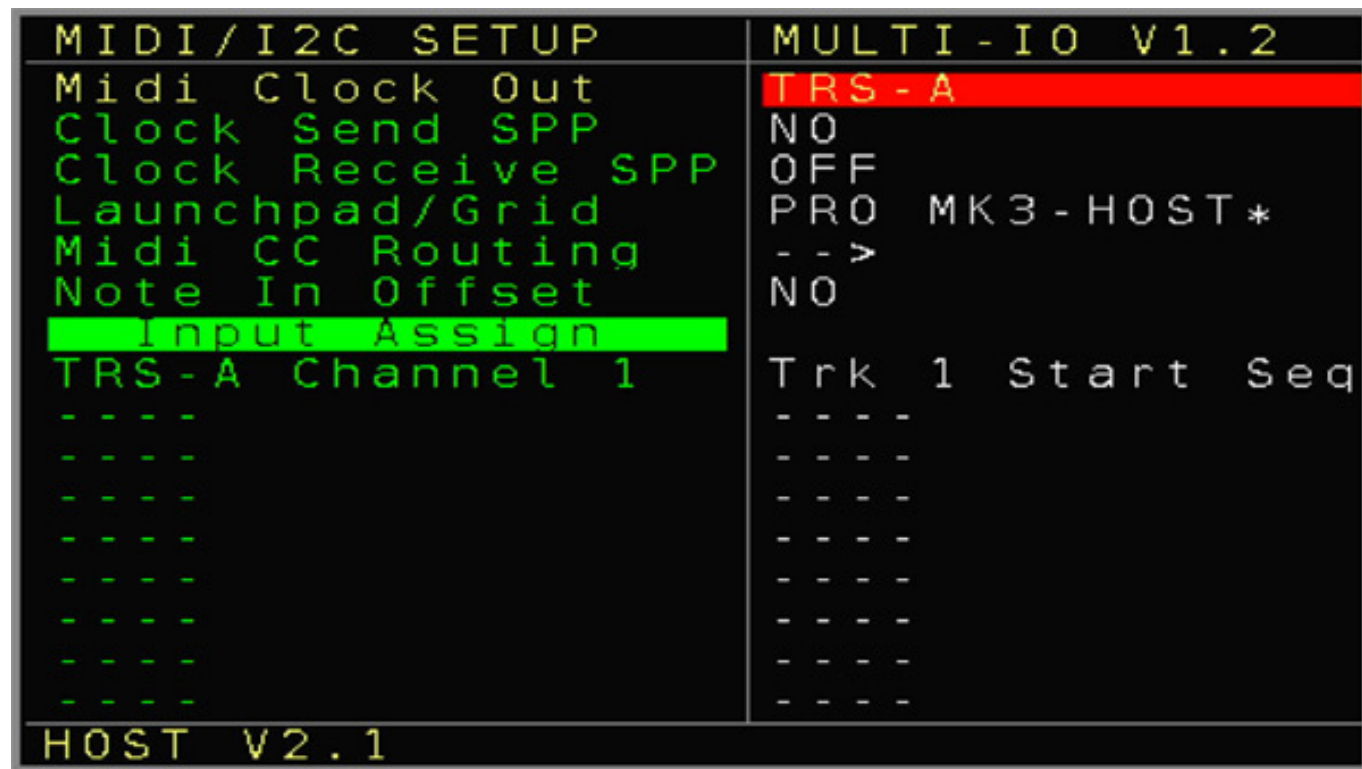 MIDI/I2C SETUP MULTI-IO V1.2
Midi Clock Out TRS-A
Clock Send SPP NO
Clock Receive SPP OFF
Launchpad/Grid PRO MK3-HOST*
Midi CC Routing -->
Note In Offset NO
Input Assign
TRS-A Channel 1 Trk 1 Start Seq
---- ----
---- ----
---- ----
---- ----
---- ----
---- ----
---- ----
---- ----
HOST V2.1